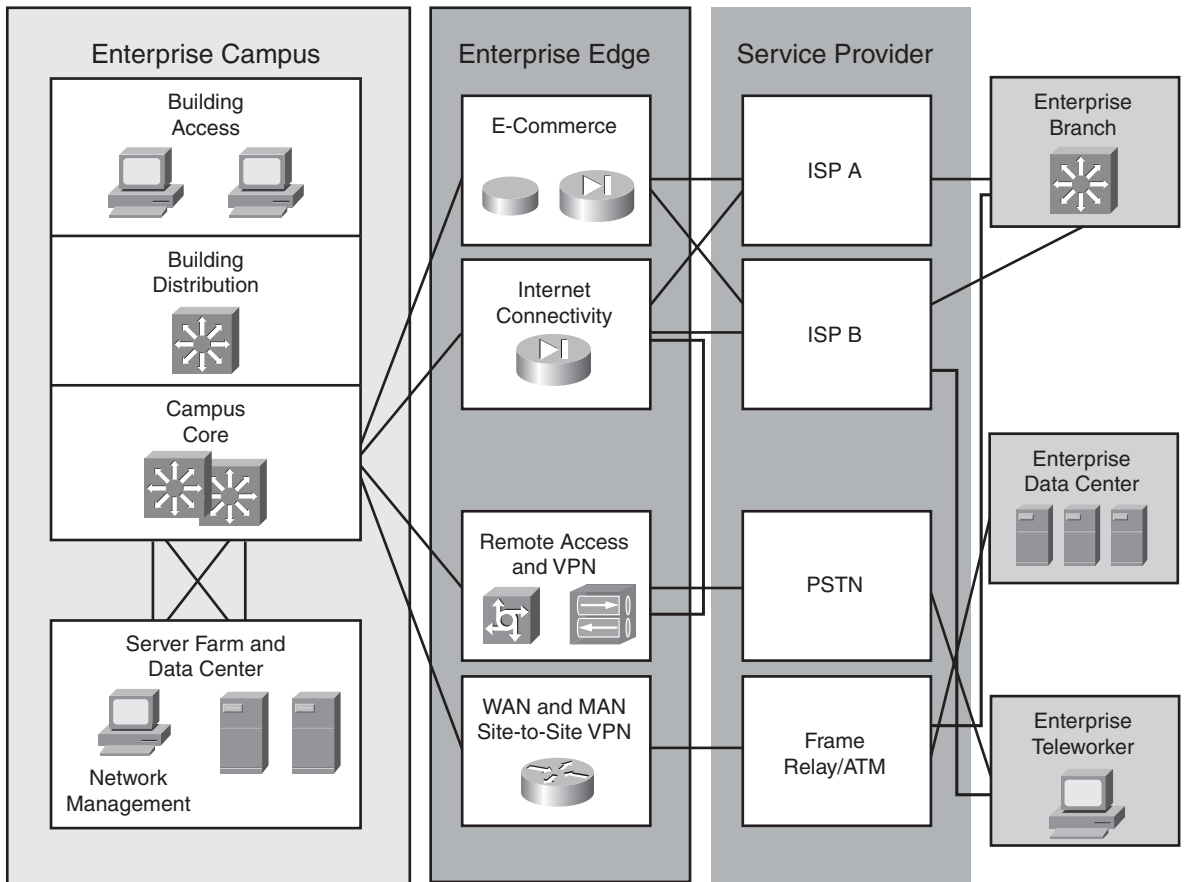 Enterprise Campus
Building
Access
Building
Distribution
Campus
Core
Server Farm and
Data Center
Network
Management
Enterprise Edge
E-Commerce
Internet
Connectivity
Remote Access
and VPN
WAN and MAN
Site-to-Site VPN
Service Provider
ISP A
ISP B
PSTN
Frame
Relay/ATM
Enterprise
Branch
Enterprise
Data Center
Enterprise
Teleworker